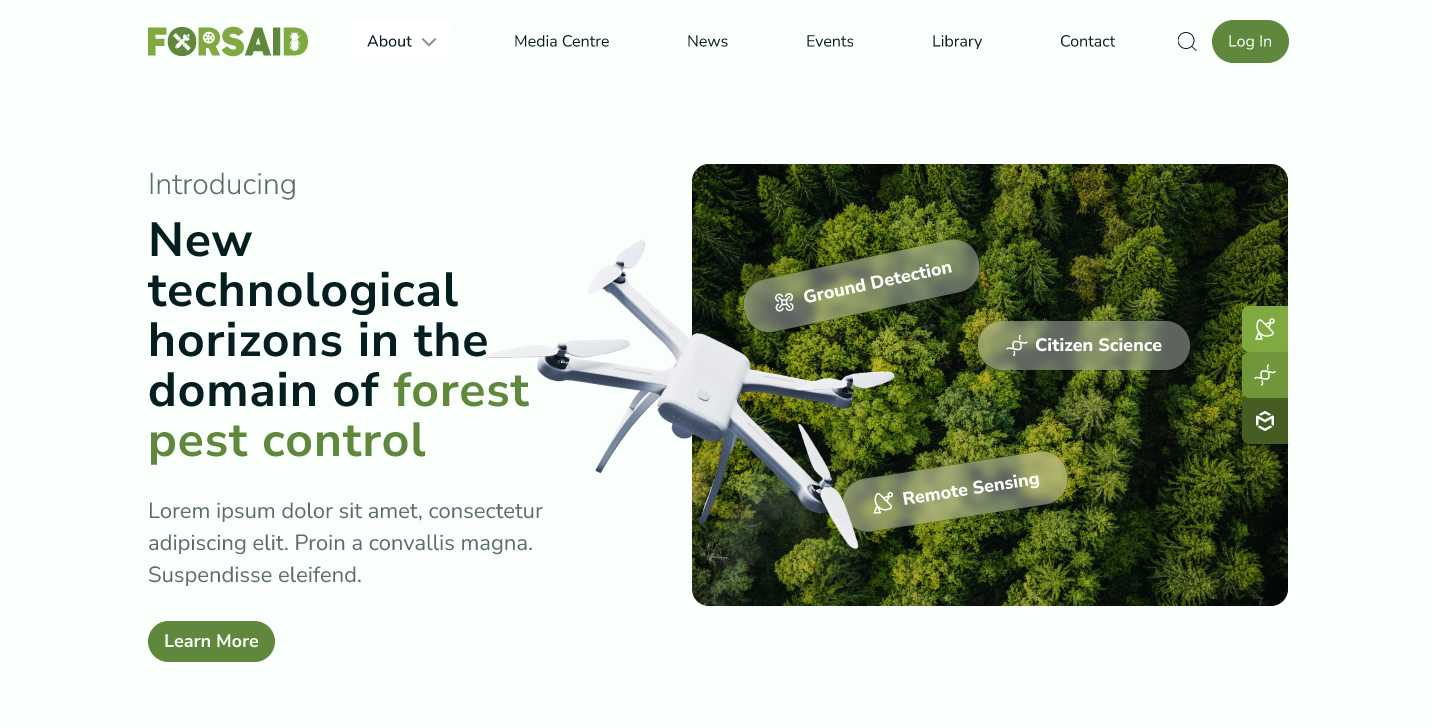 FORSAID
About
Media Centre
News
Events
Library
Contact
Log In
Introducing
New
technological
horizons in the
domain of forest
pest control
Lorem ipsum dolor sit amet, consectetur
adipiscing elit. Proin a convallis magna.
Suspendisse eleifend.
Learn More
Ground Detection
Citizen Science
Remote Sensing